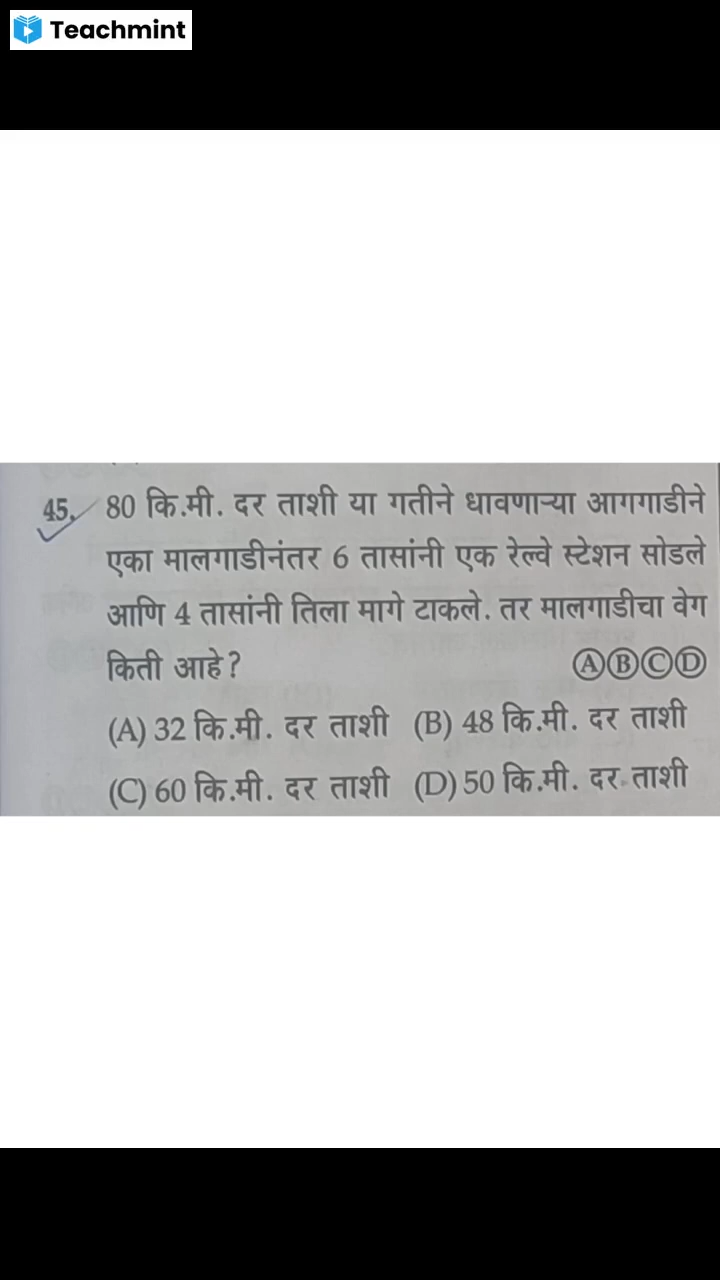 Teachmint
45. 80 कि.मी. दर ताशी या गतीने धावणाऱ्या आगगाडीने
एका मालगाडीनंतर 6 तासांनी एक रेल्वे स्टेशन सोडले
आणि 4 तासांनी तिला मागे टाकले. तर मालगाडीचा वेग
किती आहे? ⒶⒷⒸⒹ
(A) 32 कि.मी. दर ताशी (B) 48 कि.मी. दर ताशी
(C) 60 कि.मी. दर ताशी (D) 50 कि.मी. दर ताशी